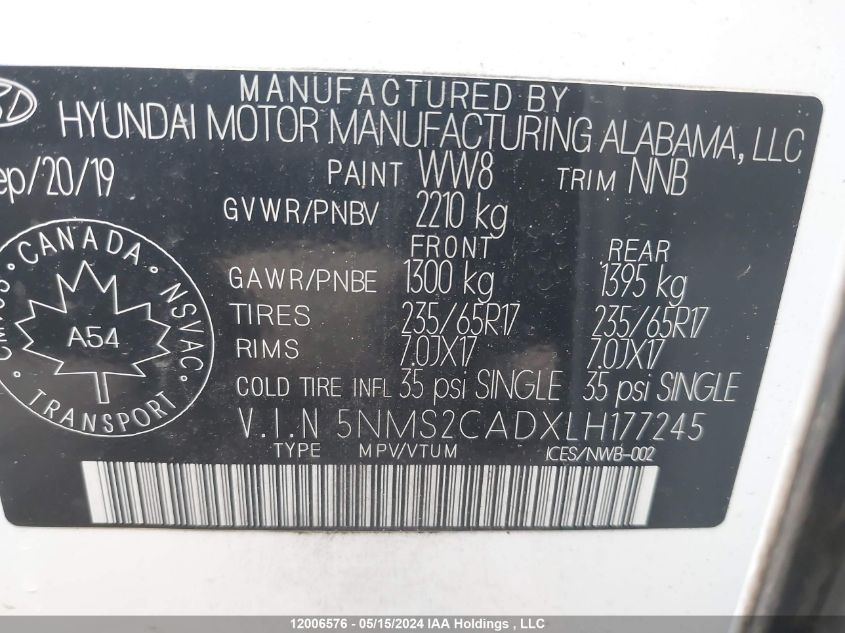 MANUFACTURED BY
HYUNDAI MOTOR MANUFACTURING ALABAMA, LLC
ep/20/19 PAINT WW8 TRIM NNB
GVWR/PNBV 2210 kg
FRONT REAR
GAWR/PNBE 1300 kg 1395 kg
TIRES 235/65R17 235/65R17
RIMS 7.0JX17 7.0JX17
COLD TIRE INFL 35 psi SINGLE 35 psi SINGLE
V.I.N 5NMS2CADXLH177245
TYPE MPV/VTUM ICES/NWB-002
CANADA
NSVAC
TRANSPORT
A54
12006576 - 05/15/2024 IAA Holdings , LLC